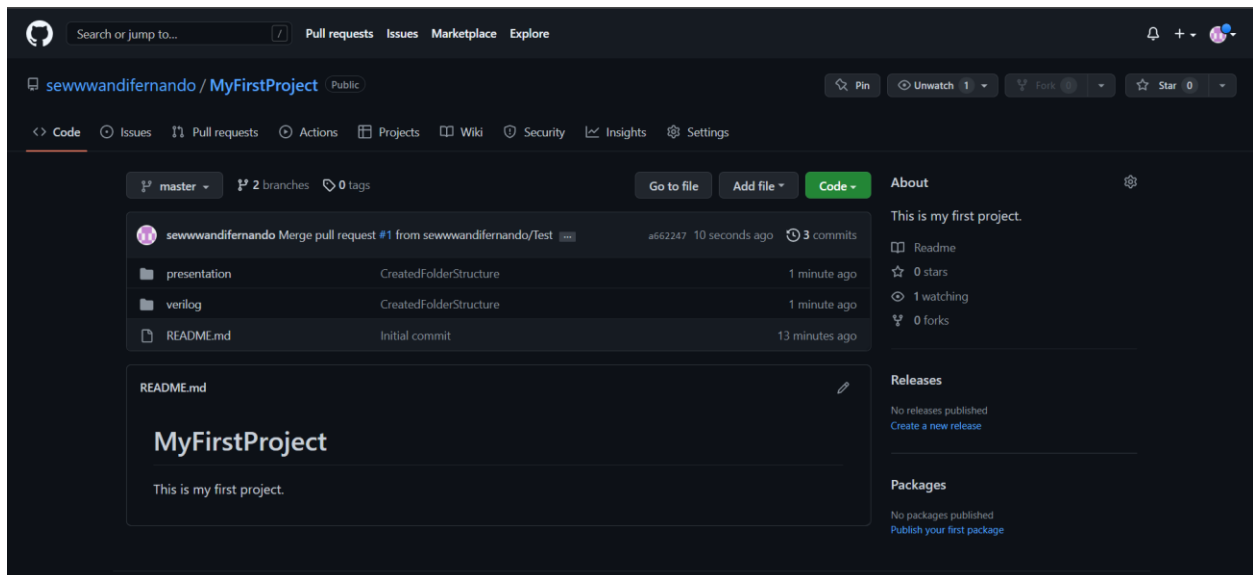 Search or jump to... / Pull requests Issues Marketplace Explore
sewwwandifernando / MyFirstProject Public Pin Unwatch 1 Fork 0 Star 0
Code Issues Pull requests Actions Projects Wiki Security Insights Settings
master 2 branches 0 tags Go to file Add file Code
sewwwandifernando Merge pull request #1 from sewwwandifernando/Test ... a662247 10 seconds ago 3 commits
presentation CreatedFolderStructure 1 minute ago
verilog CreatedFolderStructure 1 minute ago
README.md Initial commit 13 minutes ago
README.md
MyFirstProject
This is my first project.
About
This is my first project.
Readme
0 stars
1 watching
0 forks
Releases
No releases published
Create a new release
Packages
No packages published
Publish your first package